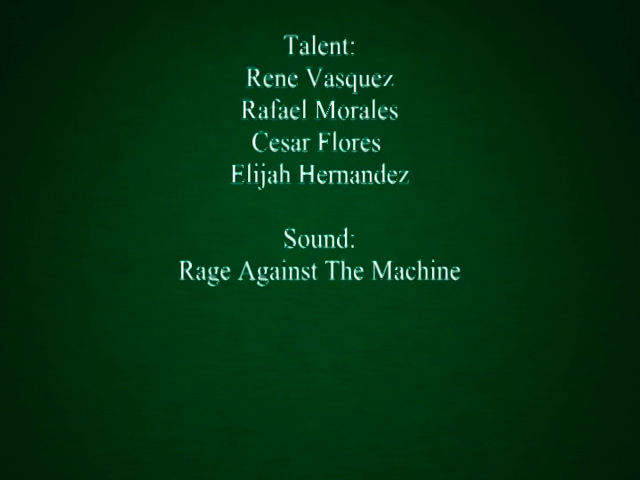 Talent:
Rene Vasquez
Rafael Morales
Cesar Flores
Elijah Hernandez
Sound:
Rage Against The Machine